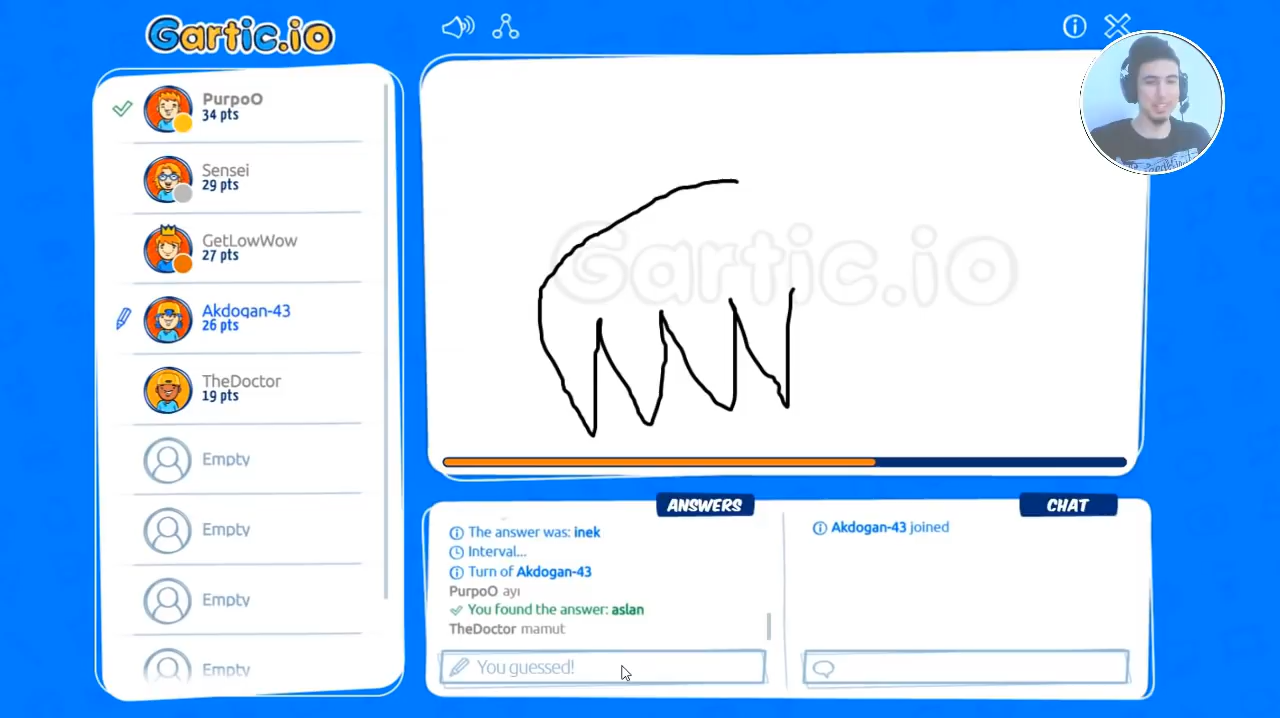 Gartic.io
PurpoO
34 pts
Sensei
29 pts
GetLowWow
27 pts
Akdogan-43
26 pts
TheDoctor
19 pts
Empty
Empty
Empty
Empty
Gartic.io
ANSWERS
The answer was: inek
Interval...
Turn of Akdogan-43
PurpoO ayı
You found the answer: aslan
TheDoctor mamut
You guessed!
CHAT
Akdogan-43 joined